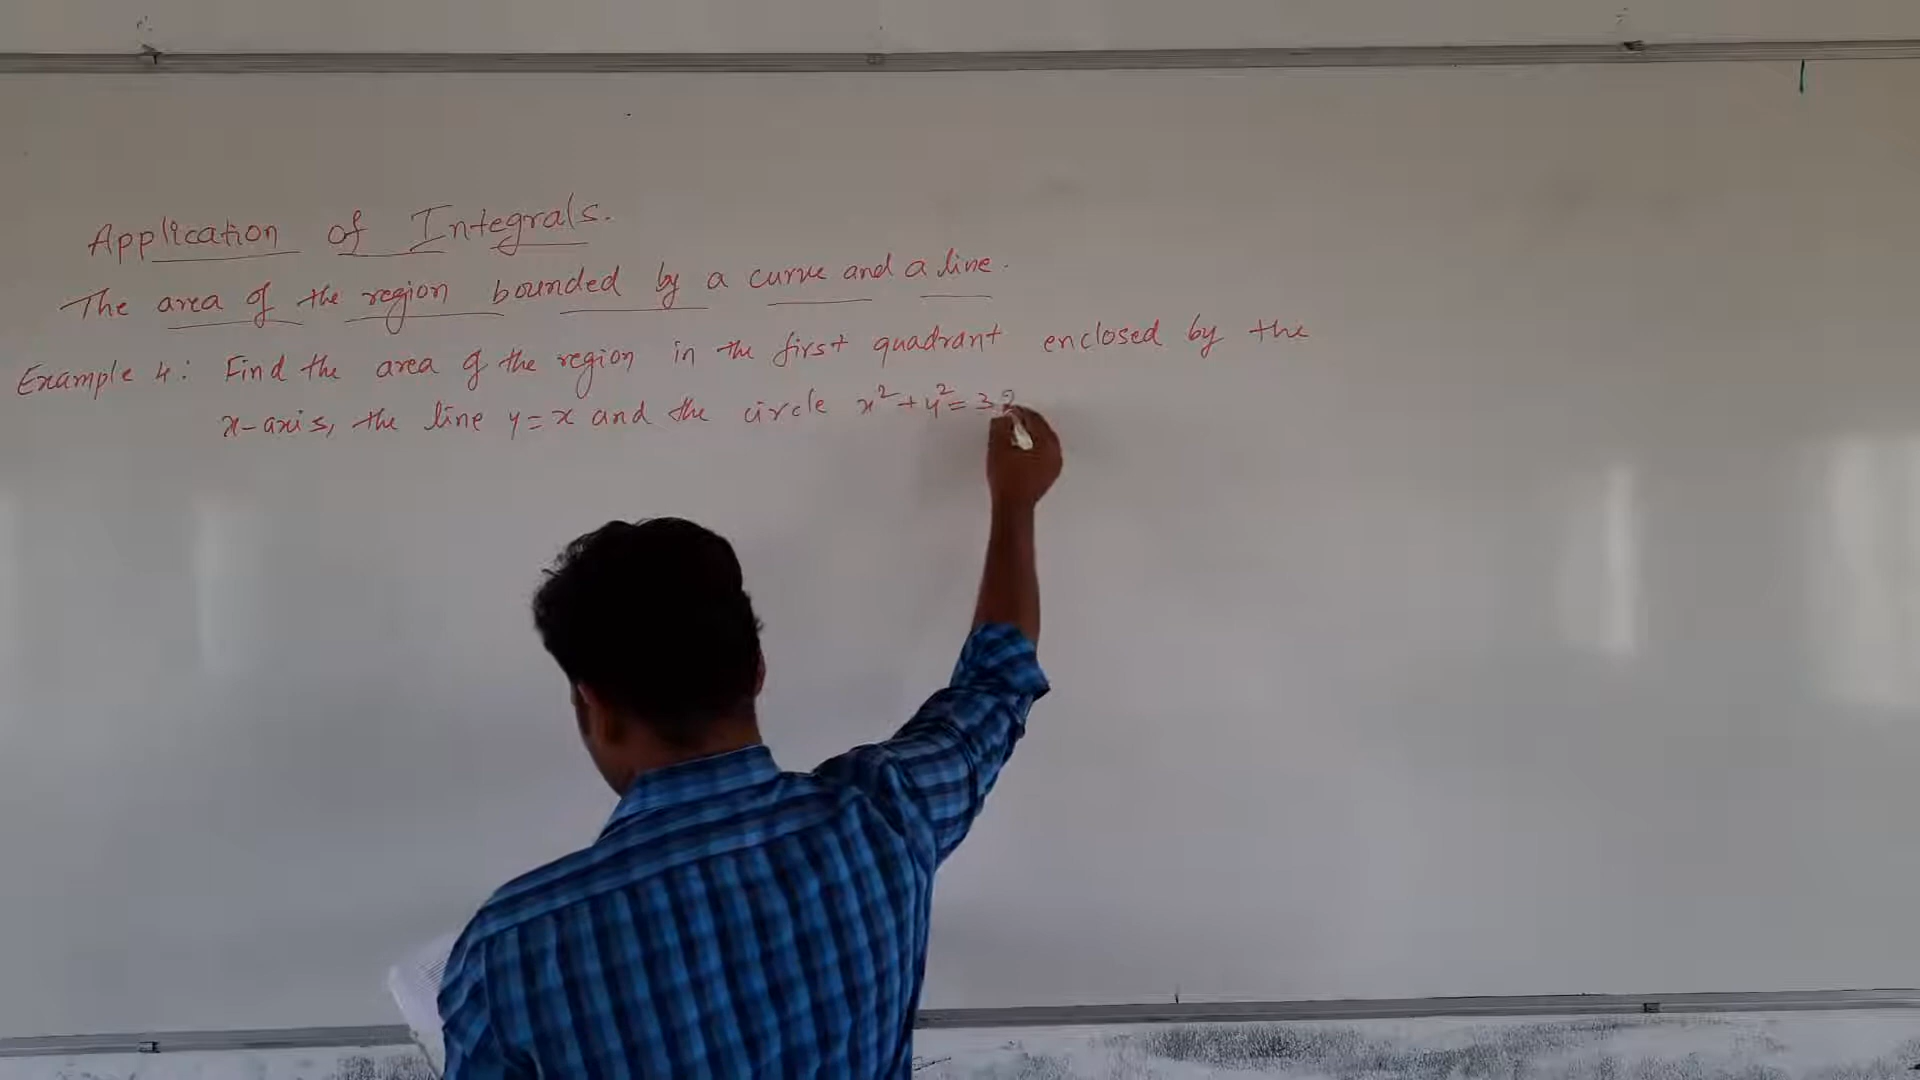 Application of Integrals.
The area of the region bounded by a curve and a line.
Example 4: Find the area of the region in the first quadrant enclosed by the
x-axis, the line y=x and the circle x²+y²=32